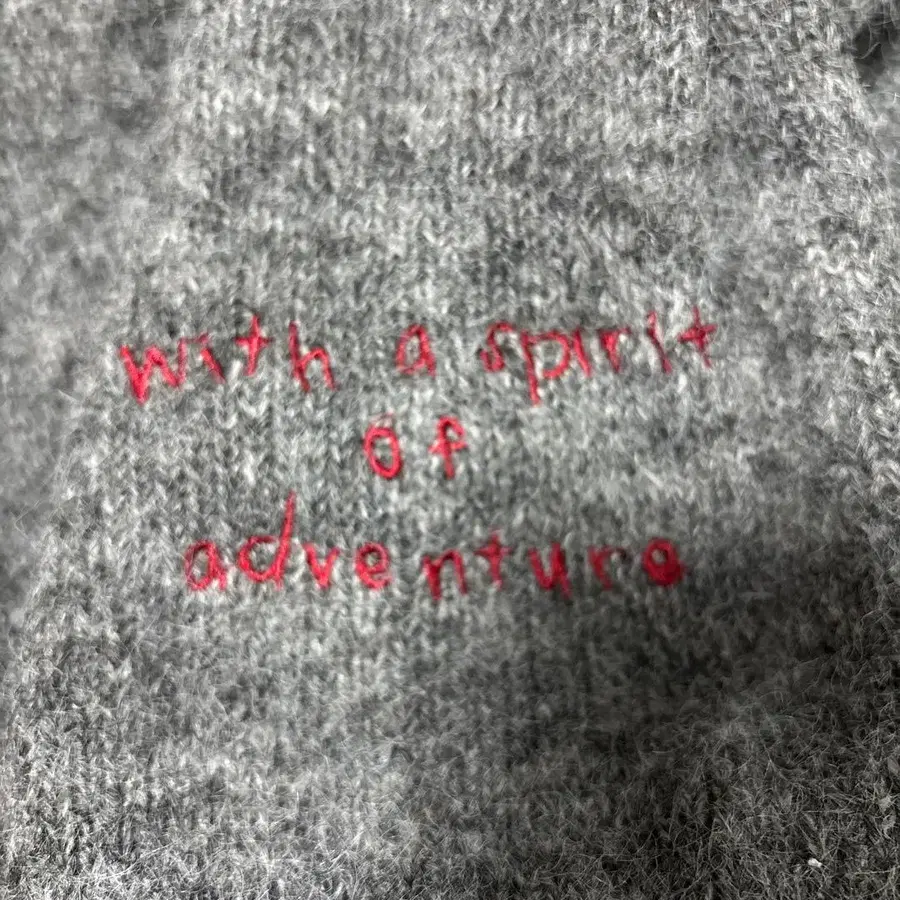 with a spirit
of
adventure